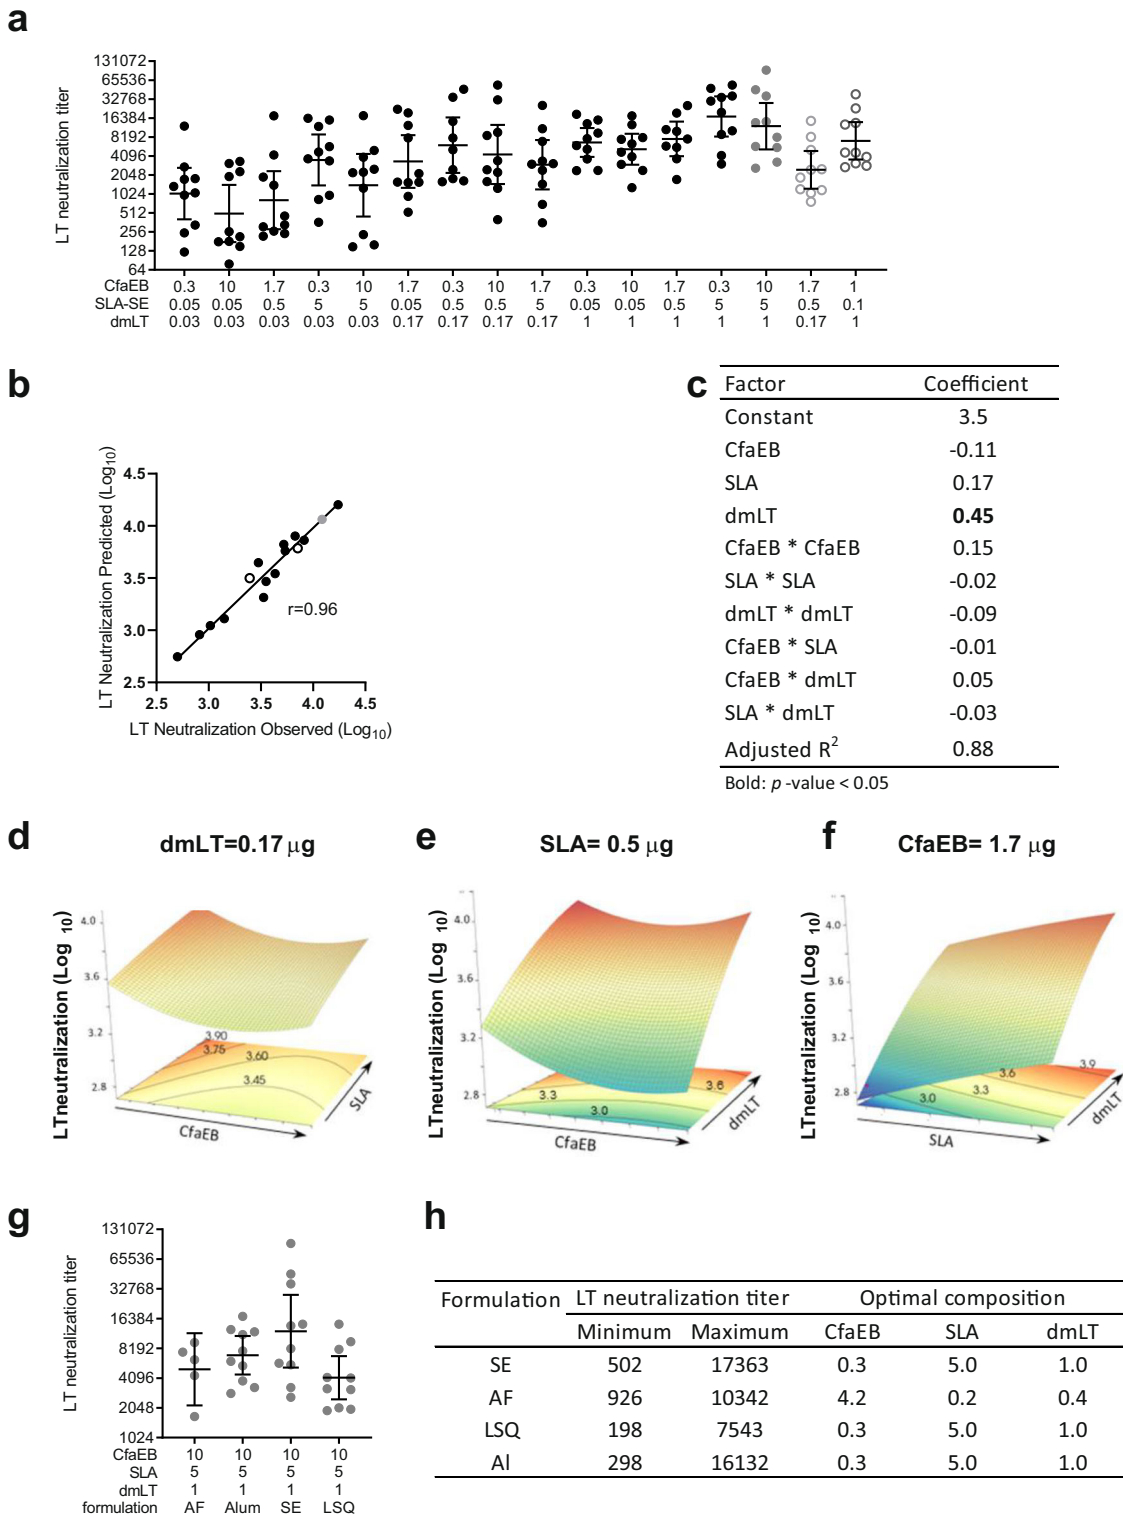 a
LT neutralization titer
131072
65536
32768
16384
8192
4096
2048
1024
512
256
128
64
CfaEB 0.3 10 1.7 0.3 10 1.7 0.3 10 1.7 0.3 10 1.7 0.3 10 1.7 1
SLA-SE 0.05 0.05 0.5 5 5 0.05 0.5 0.5 5 0.05 0.05 0.5 5 5 0.5 0.1
dmLT 0.03 0.03 0.03 0.03 0.03 0.17 0.17 0.17 0.17 1 1 1 1 1 0.17 1
b
LT Neutralization Predicted (Log10)
4.5
4.0
3.5
3.0
2.5
r=0.96
2.5 3.0 3.5 4.0 4.5
LT Neutralization Observed (Log10)
c
Factor Coefficient
Constant 3.5
CfaEB -0.11
SLA 0.17
dmLT 0.45
CfaEB * CfaEB 0.15
SLA * SLA -0.02
dmLT * dmLT -0.09
CfaEB * SLA -0.01
CfaEB * dmLT 0.05
SLA * dmLT -0.03
Adjusted R2 0.88
Bold: p -value < 0.05
d
dmLT=0.17 μg
LTneutralization (Log 10)
4.0
3.6
3.2
2.8
3.90
3.75
3.60
3.45
CfaEB
SLA
e
SLA= 0.5 μg
LTneutralization (Log 10)
4.0
3.6
3.2
2.8
3.3
3.0
3.6
CfaEB
dmLT
f
CfaEB= 1.7 μg
LTneutralization (Log 10)
4.0
3.6
3.2
2.8
3.0
3.3
3.6
3.9
SLA
dmLT
g
LT neutralization titer
131072
65536
32768
16384
8192
4096
2048
1024
CfaEB 10 10 10 10
SLA 5 5 5 5
dmLT 1 1 1 1
formulation AF Alum SE LSQ
h
Formulation LT neutralization titer Optimal composition
Minimum Maximum CfaEB SLA dmLT
SE 502 17363 0.3 5.0 1.0
AF 926 10342 4.2 0.2 0.4
LSQ 198 7543 0.3 5.0 1.0
Al 298 16132 0.3 5.0 1.0